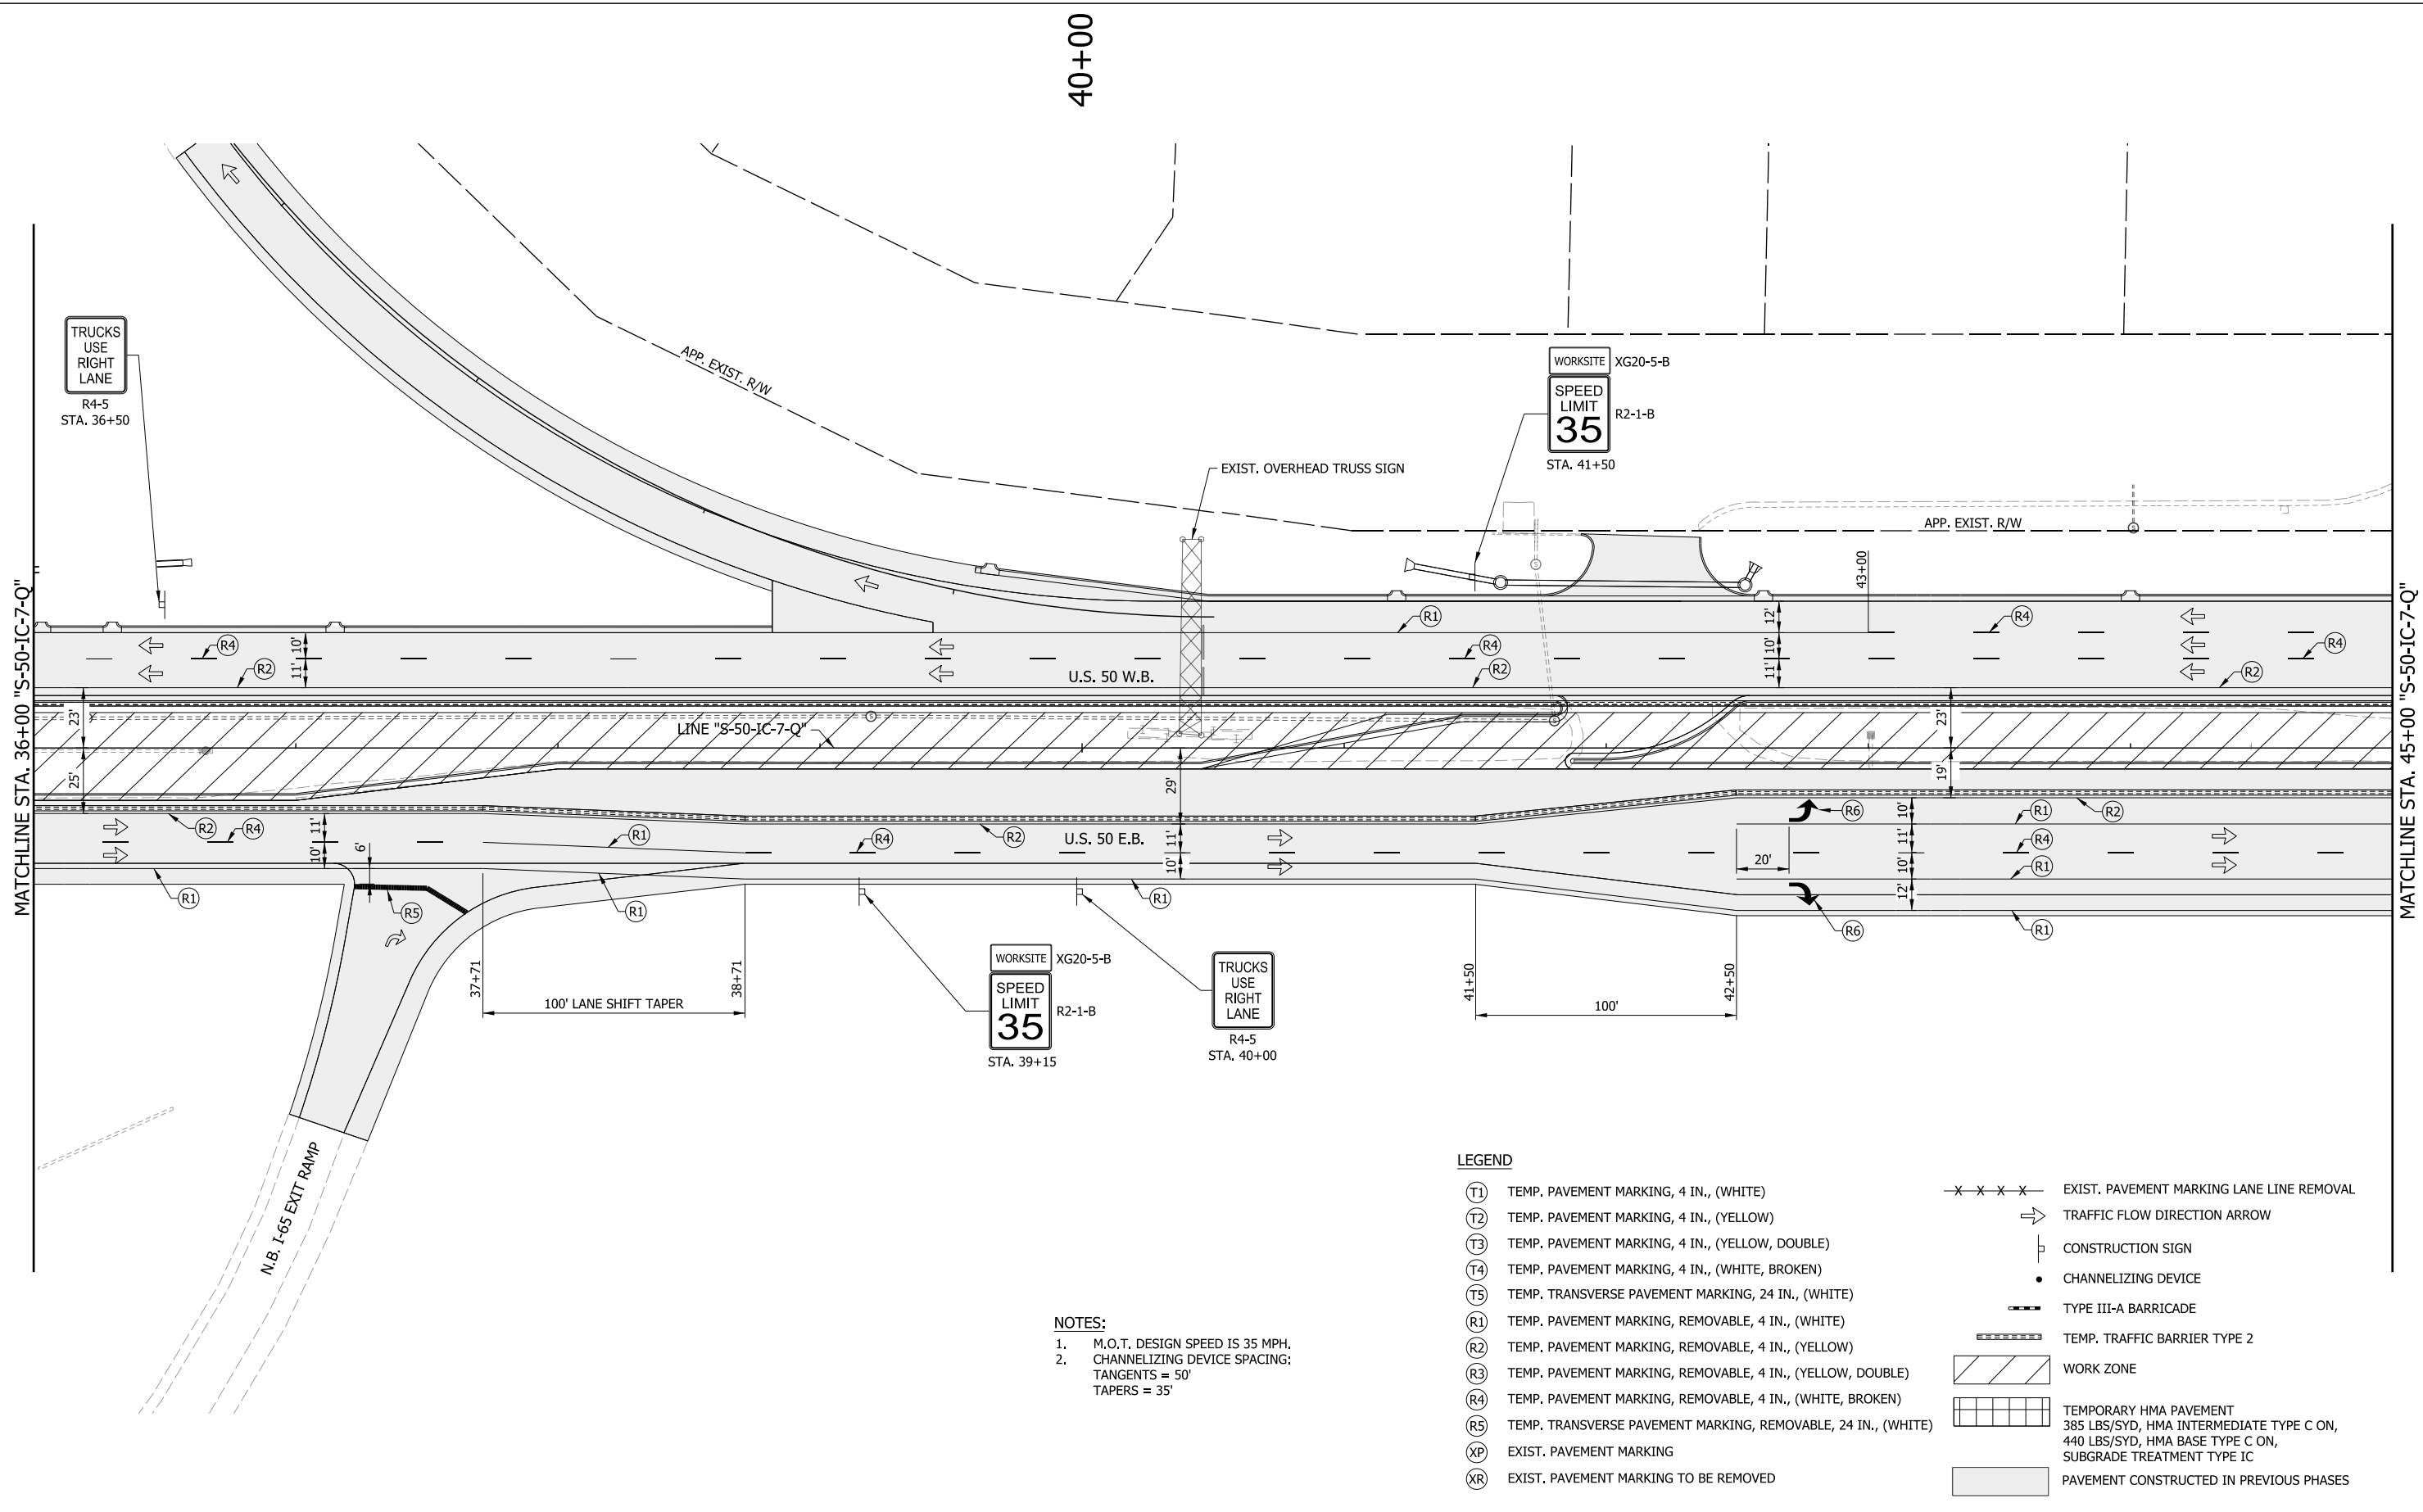 40+00
TRUCKS
USE
RIGHT
LANE
R4-5
STA. 36+50
APP. EXIST. R/W
WORKSITE
XG20-5-B
SPEED
LIMIT
35
R2-1-B
STA. 41+50
EXIST. OVERHEAD TRUSS SIGN
APP. EXIST. R/W
43+00
MATCHLINE STA. 36+00 "S-50-IC-7-Q"
MATCHLINE STA. 45+00 "S-50-IC-7-Q"
S
S
R1
12'
R4
R4
10'
R4
10'
R4
R2
11'
U.S. 50 W.B.
R2
11'
R2
23'
S
S
23'
LINE "S-50-IC-7-Q"
25'
29'
19'
R6
10'
R1
R2
R2
R4
11'
R1
R4
R2
U.S. 50 E.B.
11'
11'
R4
6'
10'
10'
20'
10'
R1
R1
R5
R1
R1
12'
R6
R1
37+71
100' LANE SHIFT TAPER
38+71
WORKSITE
XG20-5-B
SPEED
LIMIT
35
R2-1-B
STA. 39+15
TRUCKS
USE
RIGHT
LANE
R4-5
STA. 40+00
41+50
100'
42+50
N.B. I-65 EXIT RAMP
NOTES:
1. M.O.T. DESIGN SPEED IS 35 MPH.
2. CHANNELIZING DEVICE SPACING:
TANGENTS = 50'
TAPERS = 35'
LEGEND
T1 TEMP. PAVEMENT MARKING, 4 IN., (WHITE)
T2 TEMP. PAVEMENT MARKING, 4 IN., (YELLOW)
T3 TEMP. PAVEMENT MARKING, 4 IN., (YELLOW, DOUBLE)
T4 TEMP. PAVEMENT MARKING, 4 IN., (WHITE, BROKEN)
T5 TEMP. TRANSVERSE PAVEMENT MARKING, 24 IN., (WHITE)
R1 TEMP. PAVEMENT MARKING, REMOVABLE, 4 IN., (WHITE)
R2 TEMP. PAVEMENT MARKING, REMOVABLE, 4 IN., (YELLOW)
R3 TEMP. PAVEMENT MARKING, REMOVABLE, 4 IN., (YELLOW, DOUBLE)
R4 TEMP. PAVEMENT MARKING, REMOVABLE, 4 IN., (WHITE, BROKEN)
R5 TEMP. TRANSVERSE PAVEMENT MARKING, REMOVABLE, 24 IN., (WHITE)
XP EXIST. PAVEMENT MARKING
XR EXIST. PAVEMENT MARKING TO BE REMOVED
X X X X EXIST. PAVEMENT MARKING LANE LINE REMOVAL
TRAFFIC FLOW DIRECTION ARROW
CONSTRUCTION SIGN
CHANNELIZING DEVICE
TYPE III-A BARRICADE
TEMP. TRAFFIC BARRIER TYPE 2
WORK ZONE
TEMPORARY HMA PAVEMENT
385 LBS/SYD, HMA INTERMEDIATE TYPE C ON,
440 LBS/SYD, HMA BASE TYPE C ON,
SUBGRADE TREATMENT TYPE IC
PAVEMENT CONSTRUCTED IN PREVIOUS PHASES